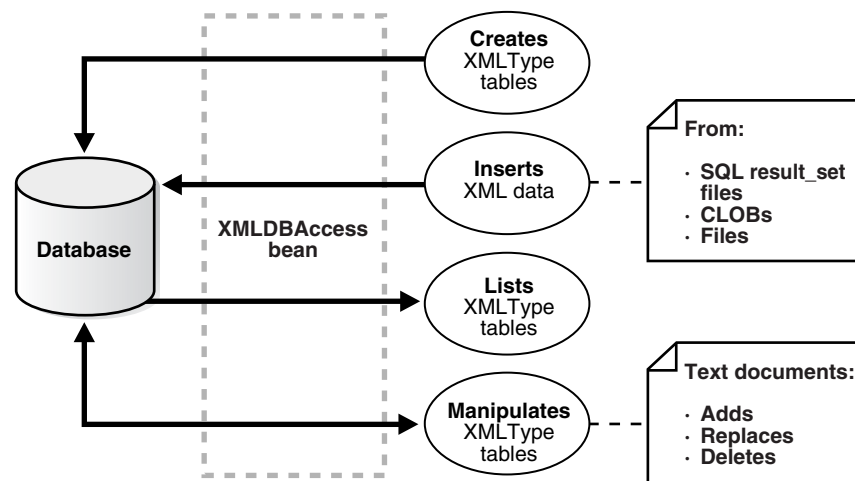 Creates
XMLType
tables
From:
· SQL result_set
files
· CLOBs
· Files
Inserts
XML data
Database
XMLDBAccess
bean
Lists
XMLType
tables
Text documents:
· Adds
· Replaces
· Deletes
Manipulates
XMLType
tables